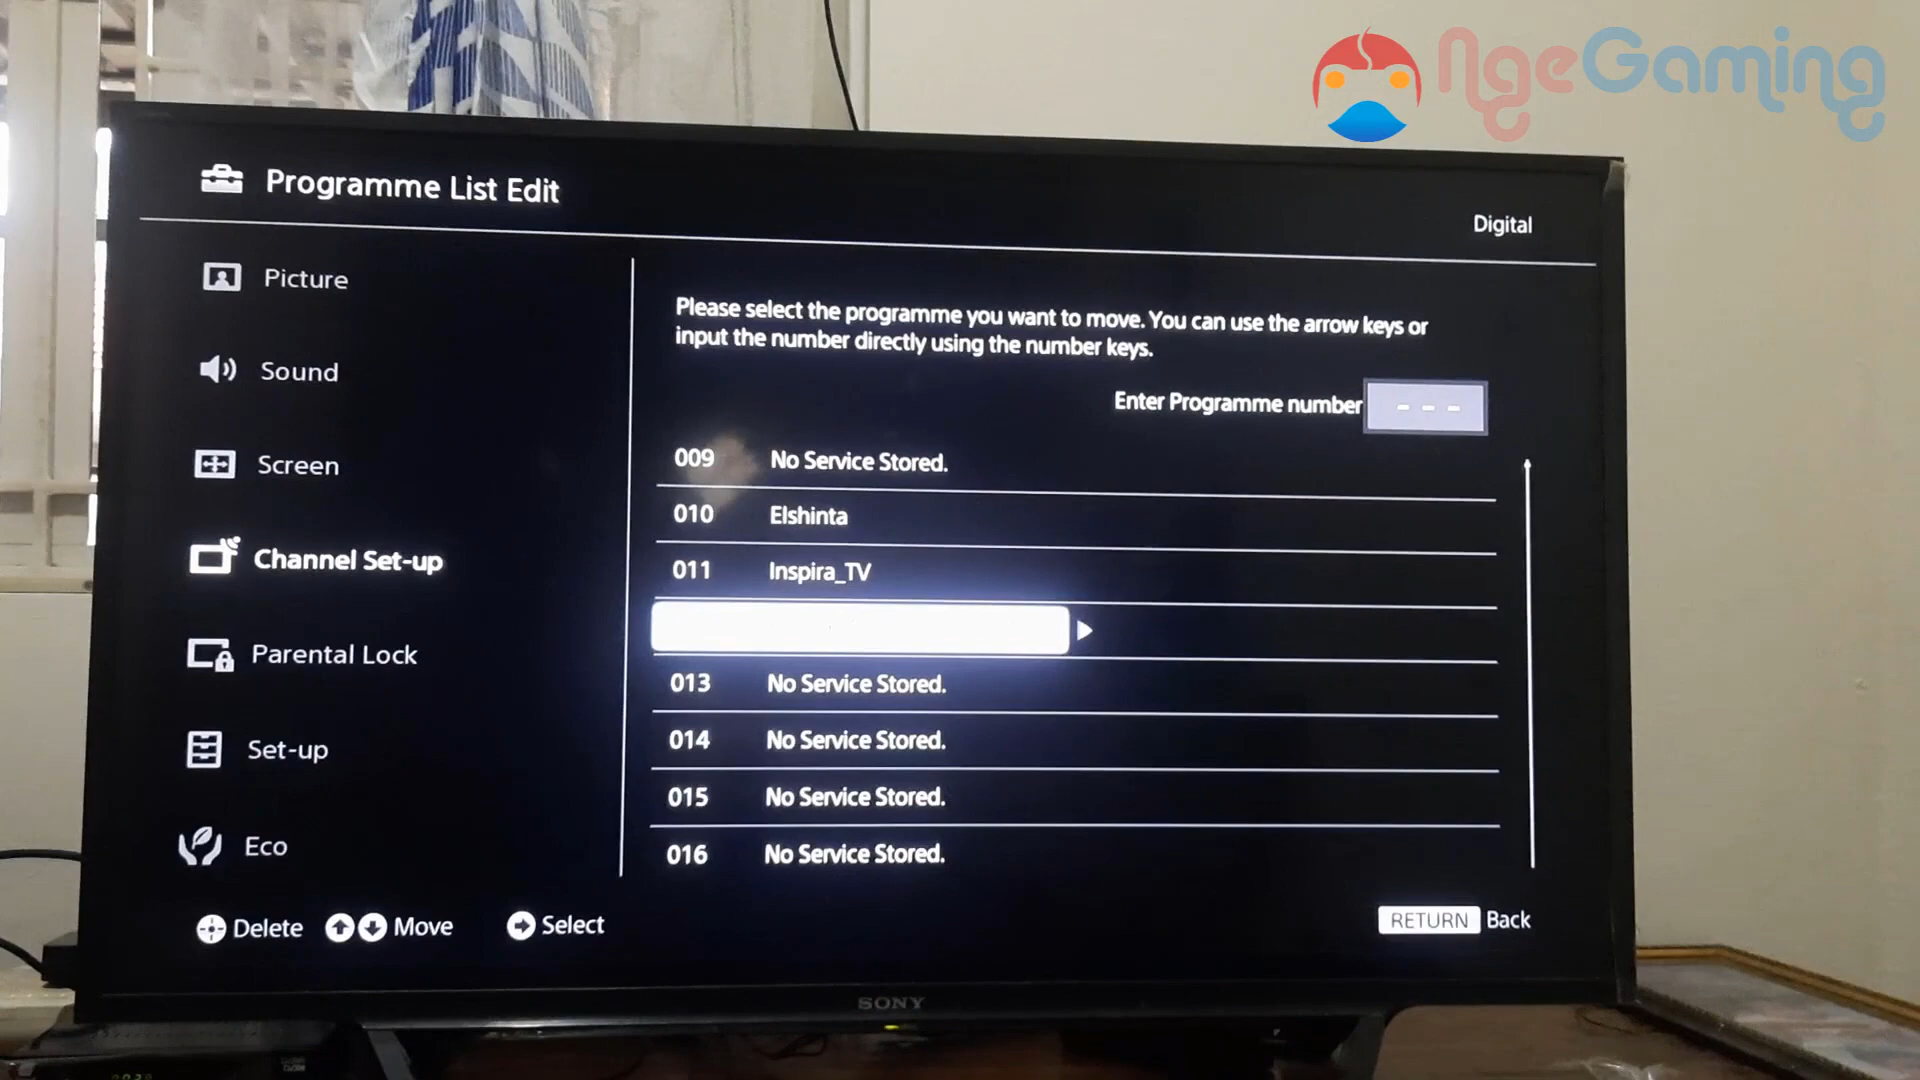 NgeGaming
Programme List Edit
Digital
Picture
Sound
Screen
Channel Set-up
Parental Lock
Set-up
Eco
Please select the programme you want to move. You can use the arrow keys or
input the number directly using the number keys.
Enter Programme number - - -
009 No Service Stored.
010 Elshinta
011 Inspira_TV
013 No Service Stored.
014 No Service Stored.
015 No Service Stored.
016 No Service Stored.
Delete Move Select
RETURN Back
SONY